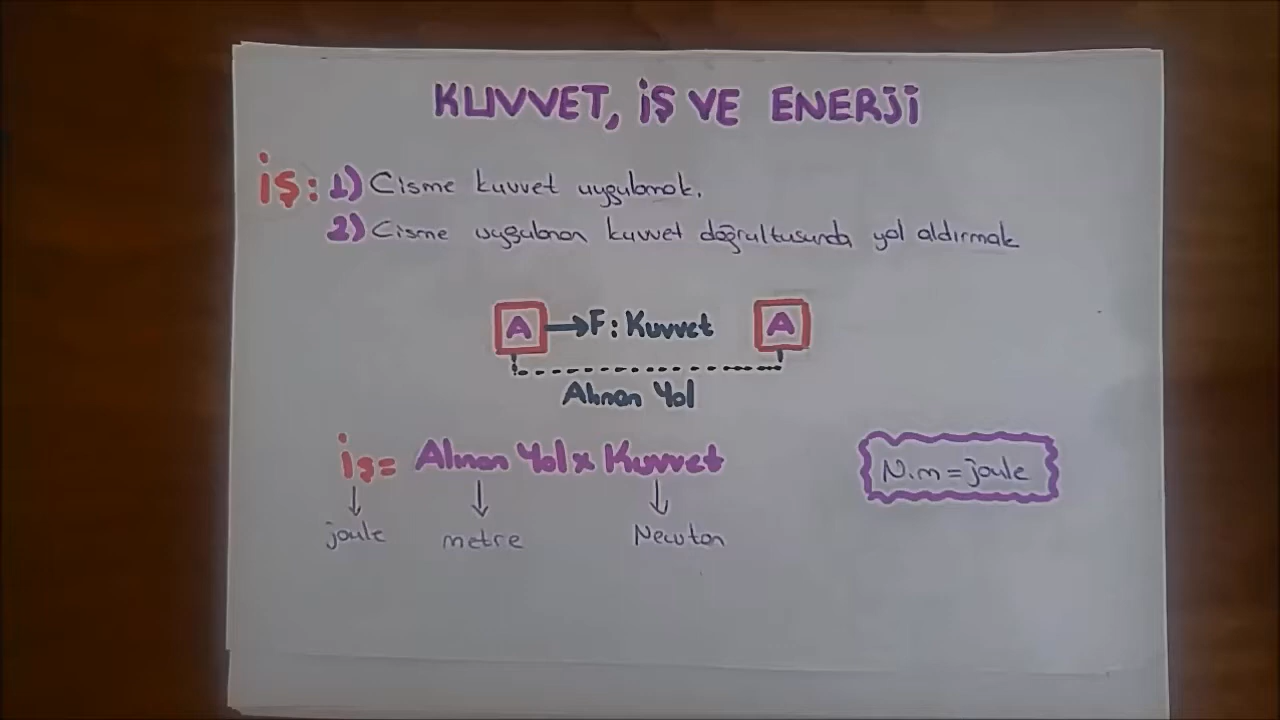 KUVVET, İŞ VE ENERJİ
İŞ: 1) Cisme kuvvet uygulamak.
2) Cisme uygulanan kuvvet doğrultusunda yol aldırmak
A → F: Kuvvet A
Alınan Yol
İş = Alınan Yol x Kuvvet
N.m = joule
joule metre Newton